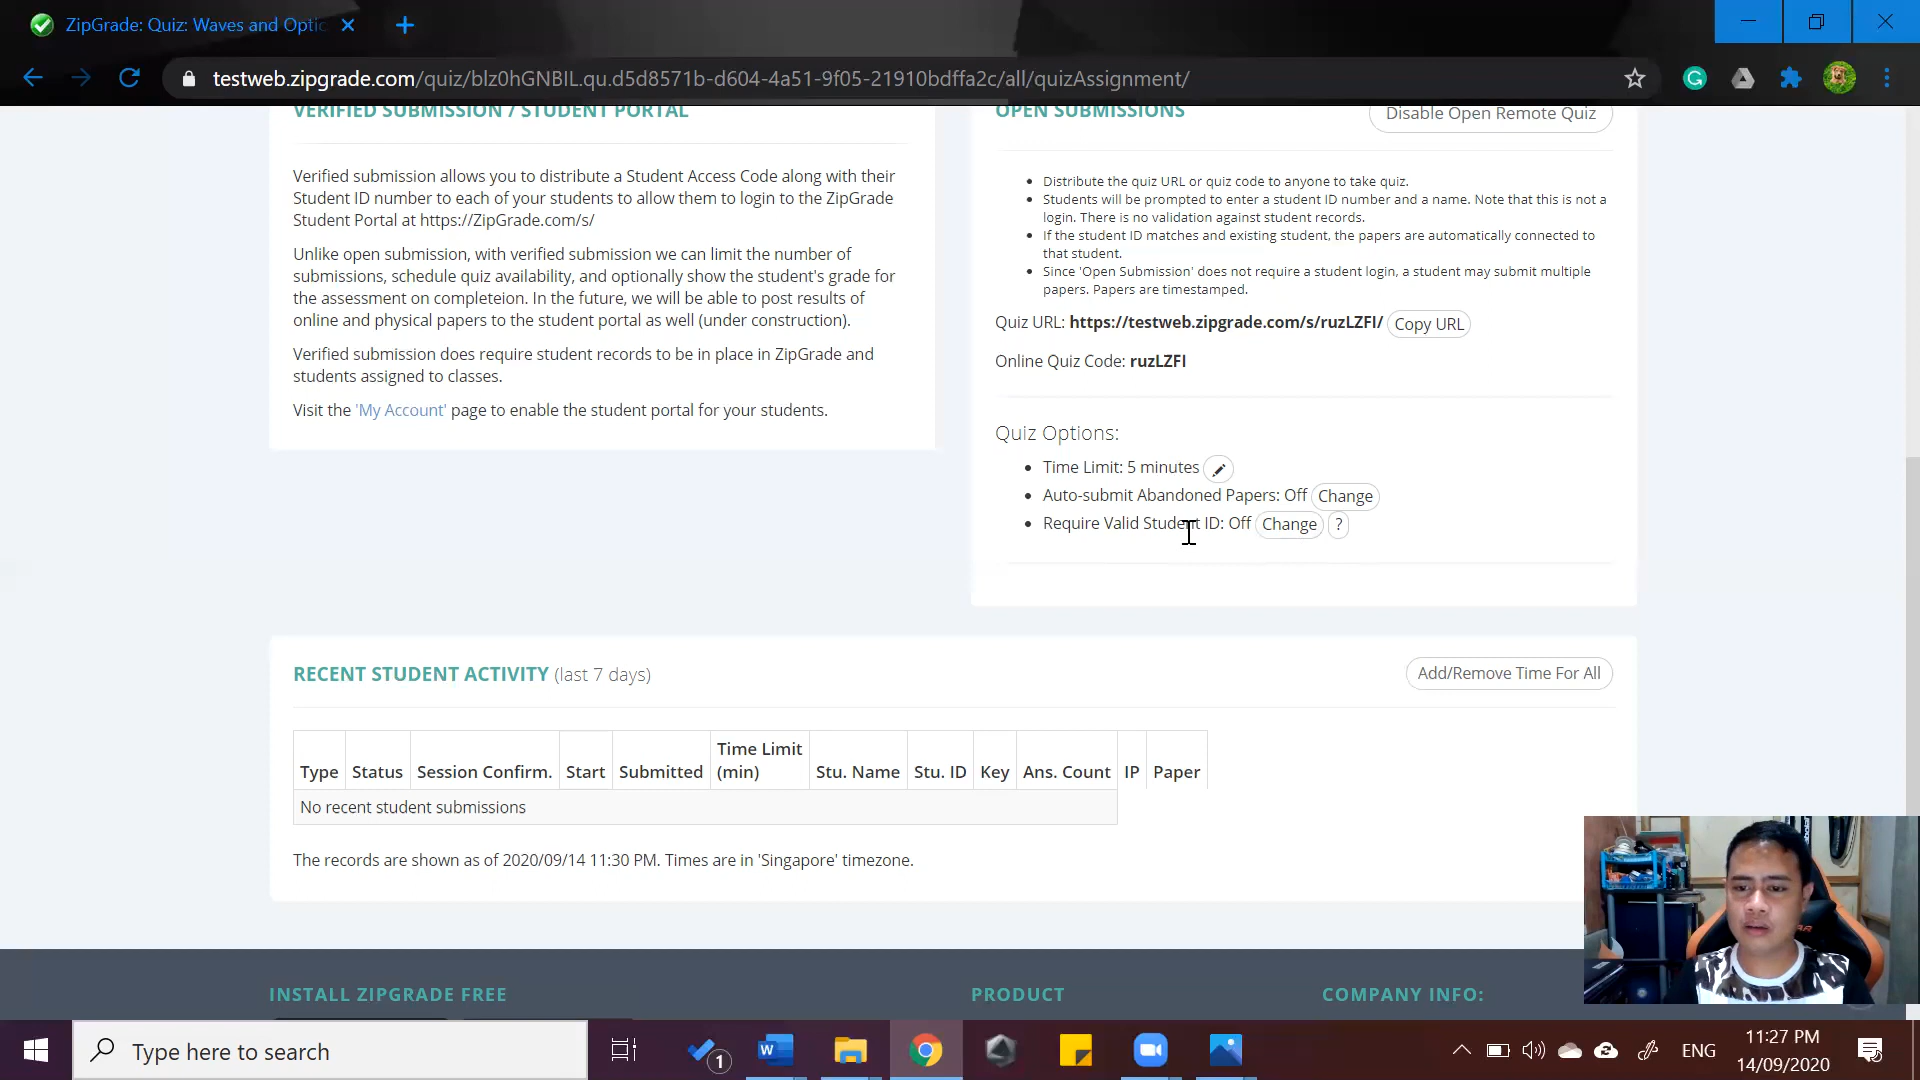 ZipGrade: Quiz: Waves and Optic
testweb.zipgrade.com/quiz/blz0hGNBIL.qu.d5d8571b-d604-4a51-9f05-21910bdffa2c/all/quizAssignment/
VERIFIED SUBMISSION / STUDENT PORTAL
Verified submission allows you to distribute a Student Access Code along with their
Student ID number to each of your students to allow them to login to the ZipGrade
Student Portal at https://ZipGrade.com/s/
Unlike open submission, with verified submission we can limit the number of
submissions, schedule quiz availability, and optionally show the student's grade for
the assessment on completeion. In the future, we will be able to post results of
online and physical papers to the student portal as well (under construction).
Verified submission does require student records to be in place in ZipGrade and
students assigned to classes.
Visit the 'My Account' page to enable the student portal for your students.
OPEN SUBMISSIONS
Disable Open Remote Quiz
• Distribute the quiz URL or quiz code to anyone to take quiz.
• Students will be prompted to enter a student ID number and a name. Note that this is not a
login. There is no validation against student records.
• If the student ID matches and existing student, the papers are automatically connected to
that student.
• Since 'Open Submission' does not require a student login, a student may submit multiple
papers. Papers are timestamped.
Quiz URL: https://testweb.zipgrade.com/s/ruzLZFI/ Copy URL
Online Quiz Code: ruzLZFI
Quiz Options:
• Time Limit: 5 minutes
• Auto-submit Abandoned Papers: Off Change
• Require Valid Student ID: Off Change ?
RECENT STUDENT ACTIVITY (last 7 days)
Add/Remove Time For All
Type Status Session Confirm. Start Submitted Time Limit (min) Stu. Name Stu. ID Key Ans. Count IP Paper
No recent student submissions
The records are shown as of 2020/09/14 11:30 PM. Times are in 'Singapore' timezone.
INSTALL ZIPGRADE FREE
PRODUCT
COMPANY INFO:
Type here to search
1
ENG
11:27 PM
14/09/2020